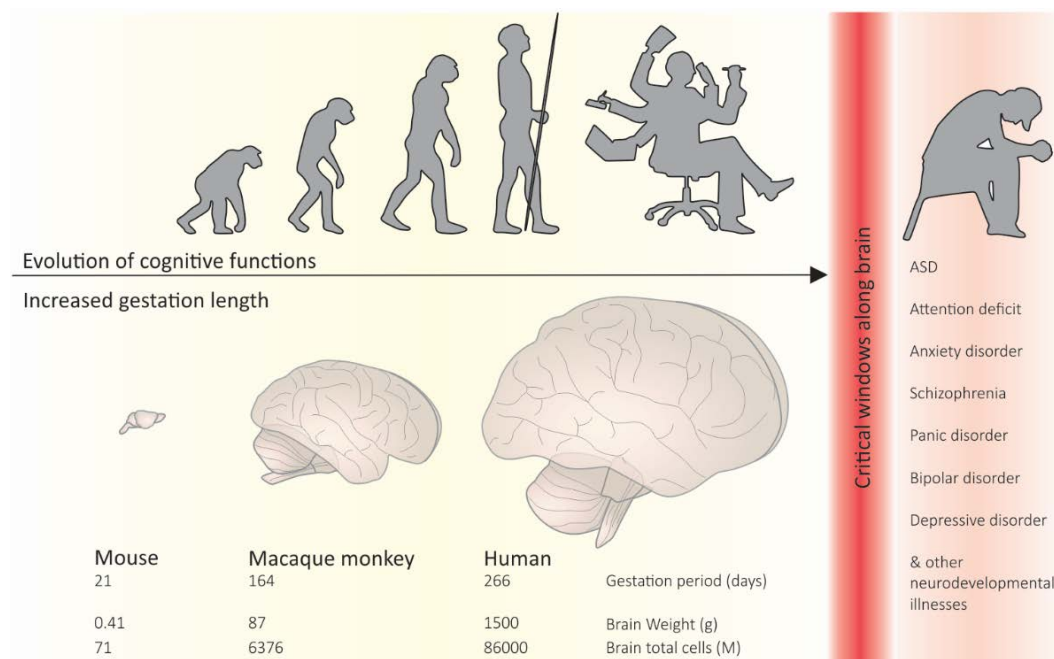 Evolution of cognitive functions
Increased gestation length
Mouse Macaque monkey Human
21 164 266 Gestation period (days)
0.41 87 1500 Brain Weight (g)
71 6376 86000 Brain total cells (M)
Critical windows along brain
ASD
Attention deficit
Anxiety disorder
Schizophrenia
Panic disorder
Bipolar disorder
Depressive disorder
& other
neurodevelopmental
illnesses